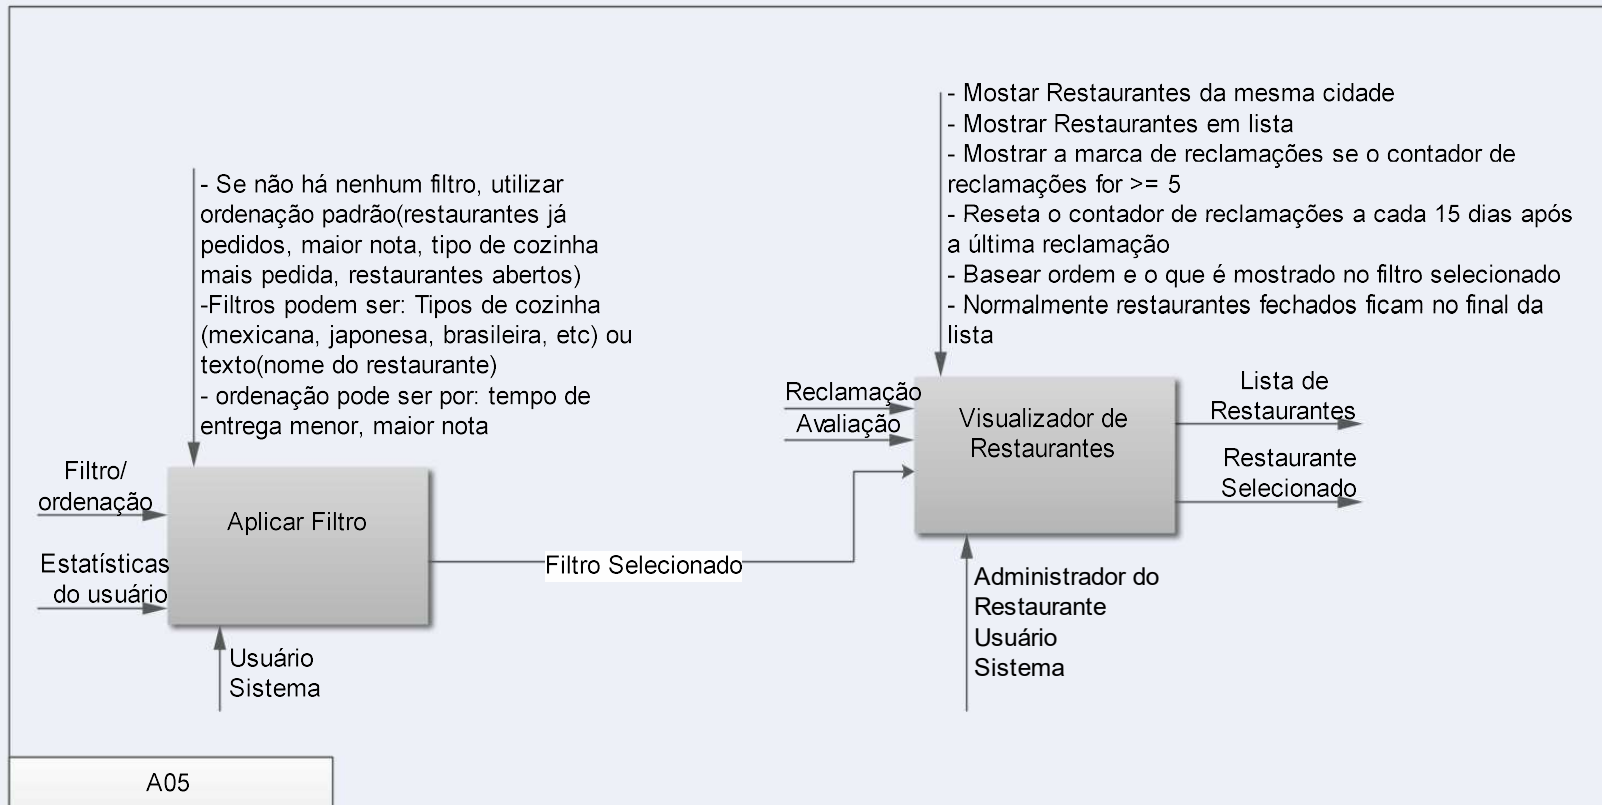 - Mostar Restaurantes da mesma cidade
- Mostrar Restaurantes em lista
- Mostrar a marca de reclamações se o contador de
reclamações for >= 5
- Reseta o contador de reclamações a cada 15 dias após
a última reclamação
- Basear ordem e o que é mostrado no filtro selecionado
- Normalmente restaurantes fechados ficam no final da
lista
- Se não há nenhum filtro, utilizar
ordenação padrão(restaurantes já
pedidos, maior nota, tipo de cozinha
mais pedida, restaurantes abertos)
-Filtros podem ser: Tipos de cozinha
(mexicana, japonesa, brasileira, etc) ou
texto(nome do restaurante)
- ordenação pode ser por: tempo de
entrega menor, maior nota
Filtro/
ordenação
Estatísticas
do usuário
Aplicar Filtro
Usuário
Sistema
Filtro Selecionado
Reclamação
Avaliação
Visualizador de
Restaurantes
Lista de
Restaurantes
Restaurante
Selecionado
Administrador do
Restaurante
Usuário
Sistema
A05